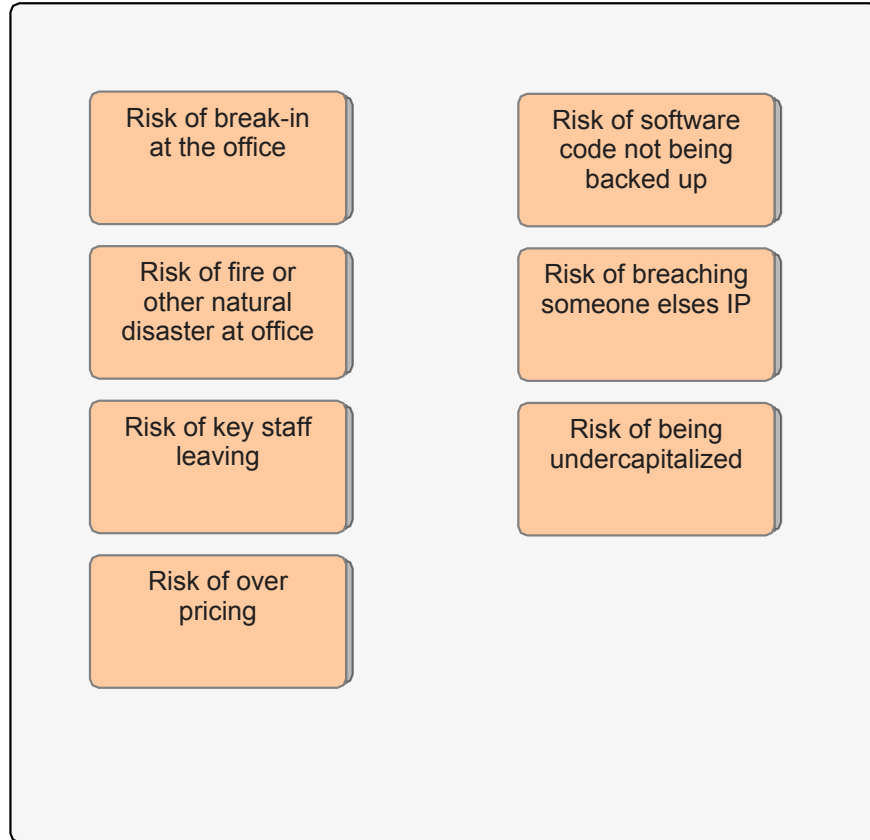 Risk of break-in
at the office
Risk of fire or
other natural
disaster at office
Risk of key staff
leaving
Risk of over
pricing
Risk of software
code not being
backed up
Risk of breaching
someone elses IP
Risk of being
undercapitalized